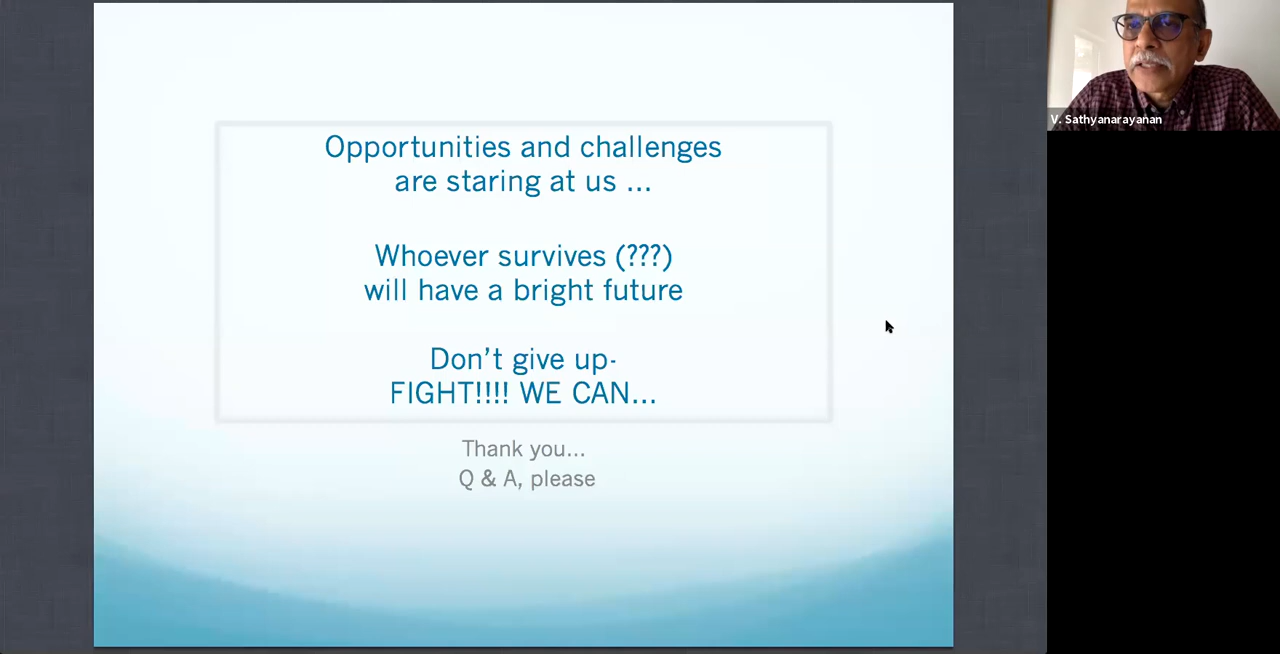 Opportunities and challenges
are staring at us ...
Whoever survives (???)
will have a bright future
Don't give up-
FIGHT!!!! WE CAN...
Thank you...
Q & A, please
V. Sathyanarayanan